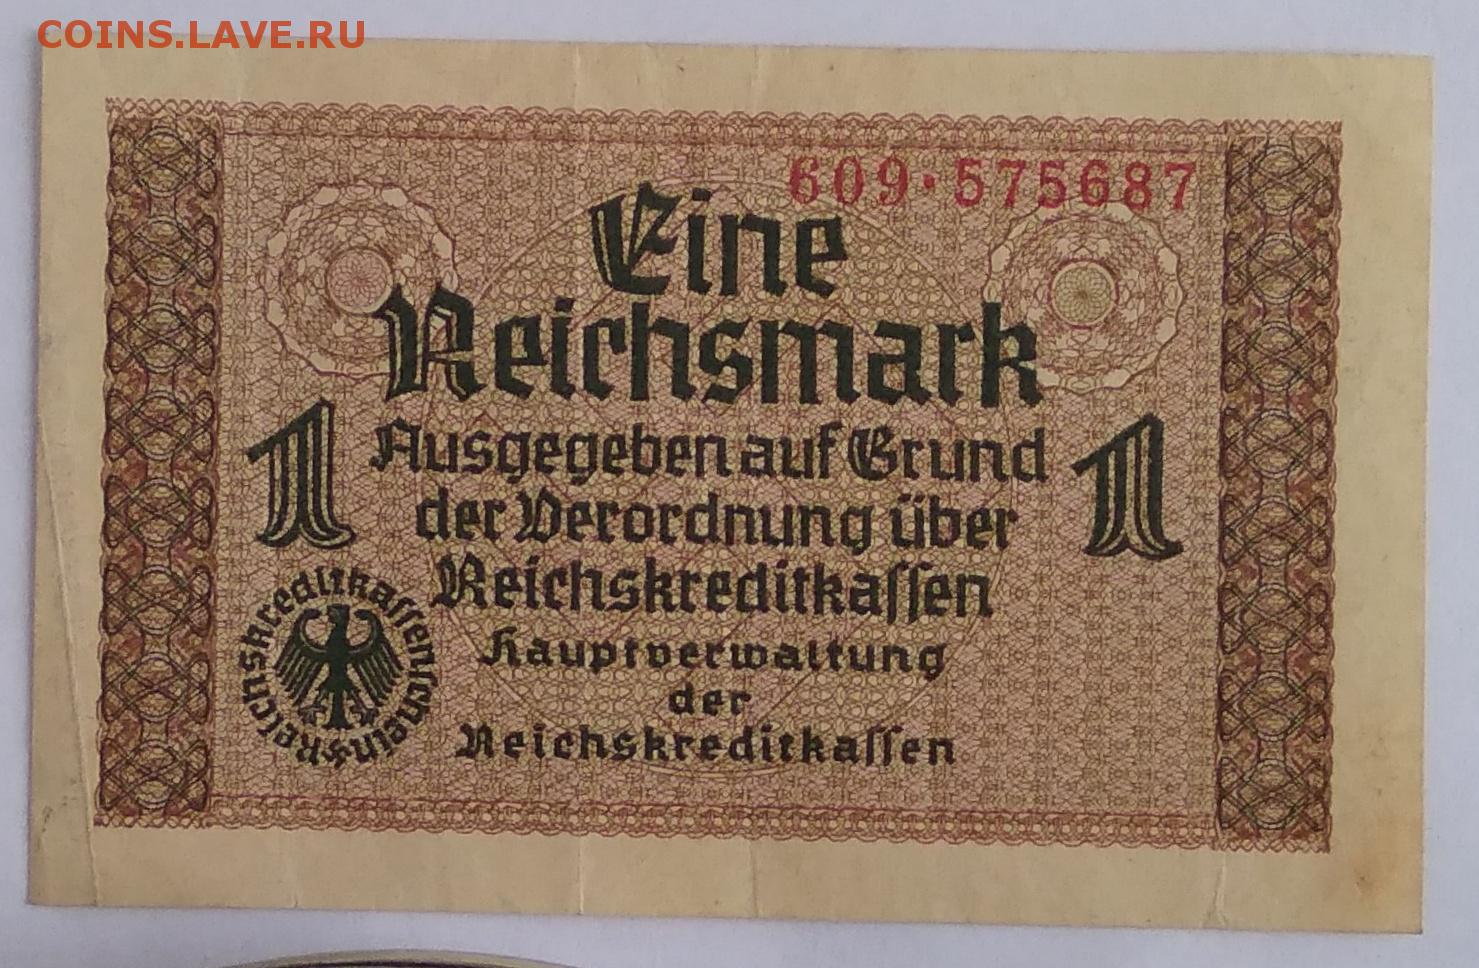 COINS.LAVE.RU
609·575687
Eine
Reichsmark
1 Ausgegeben auf Grund 1
der Verordnung über
Reichskreditkassen
Hauptverwaltung
der
Reichskreditkassen
Reichskreditkassenschein